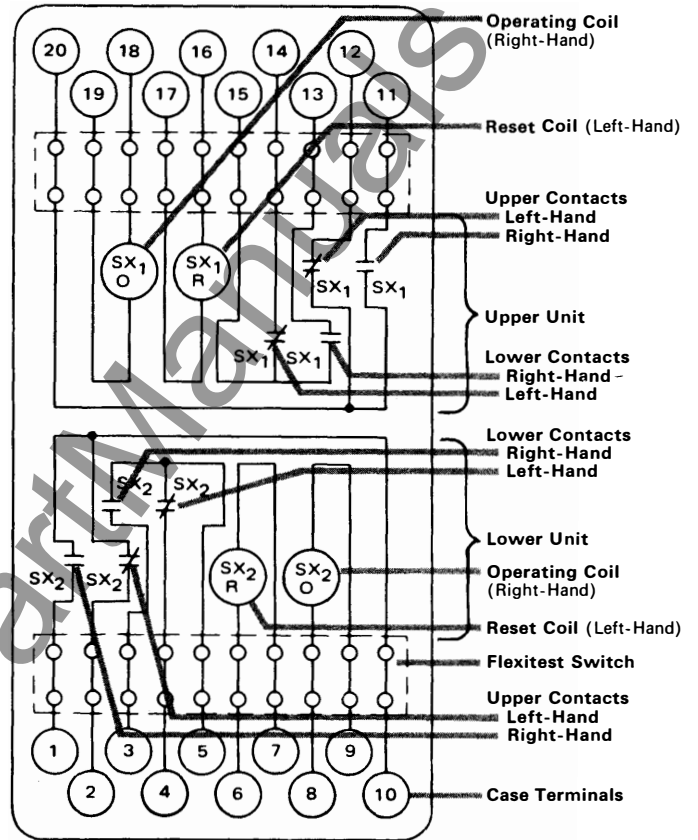 Operating Coil
(Right-Hand)
20
18
16
14
12
19
17
15
13
11
Reset Coil (Left-Hand)
Upper Contacts
Left-Hand
Right-Hand
SX1
O
SX1
R
SX1
SX1
Upper Unit
SX1
SX1
Lower Contacts
Right-Hand
Left-Hand
Lower Contacts
Right-Hand
Left-Hand
SX2
SX2
Lower Unit
SX2
SX2
SX2
R
SX2
O
Operating Coil
(Right-Hand)
Reset Coil (Left-Hand)
Flexitest Switch
Upper Contacts
Left-Hand
Right-Hand
1
3
5
7
9
2
4
6
8
10
Case Terminals
artManuals